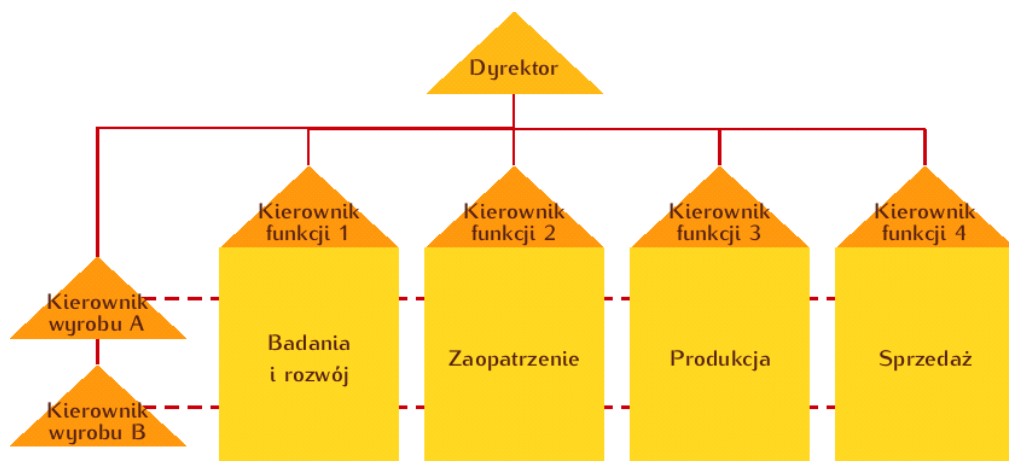 Dyrektor
Kierownik
funkcji 1
Kierownik
funkcji 2
Kierownik
funkcji 3
Kierownik
funkcji 4
Kierownik
wyrobu A
Badania
i rozwój
Zaopatrzenie
Produkcja
Sprzedaż
Kierownik
wyrobu B